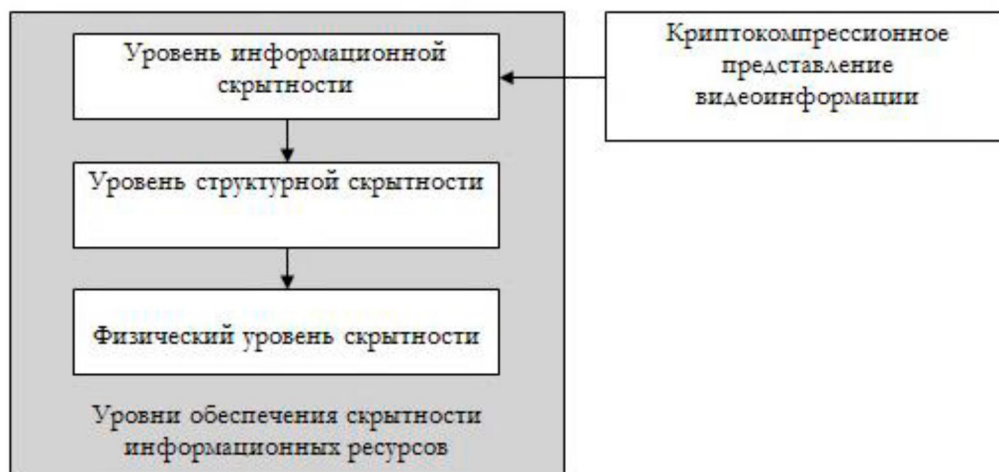 Уровень информационной
скрытности
Криптокомпрессионное
представление
видеоинформации
Уровень структурной скрытности
Физический уровень скрытности
Уровни обеспечения скрытности
информационных ресурсов